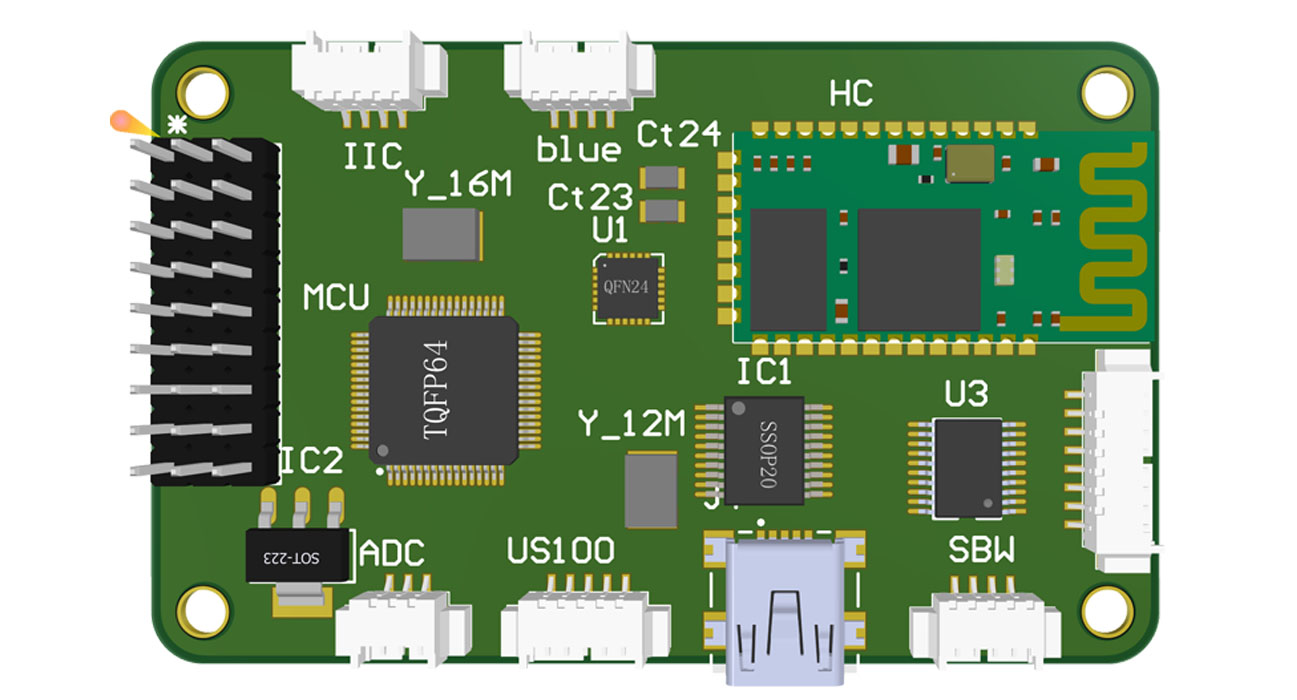 HC
Ct24
blue
IIC
Y_16M
Ct23
U1
QFN24
MCU
TQFP64
IC1
U3
Y_12M
SSOP20
IC2
SOT-223
ADC
US100
SBW